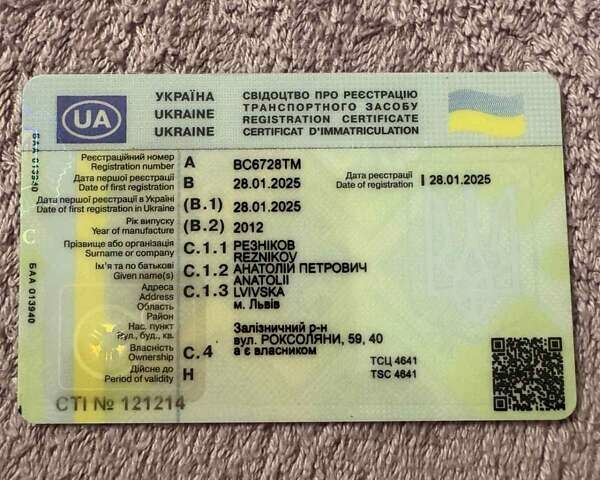 UA
УКРАЇНА
UKRAINE
UKRAINE
СВІДОЦТВО ПРО РЕЄСТРАЦІЮ
ТРАНСПОРТНОГО ЗАСОБУ
REGISTRATION CERTIFICATE
CERTIFICAT D'IMMATRICULATION
БАА 013940
Реєстраційний номер
Registration number A BC6728TM
Дата першої реєстрації
Date of first registration B 28.01.2025
Дата реєстрації
Date of registration I 28.01.2025
Дата першої реєстрації в Україні
Date of first registration in Ukraine (B.1) 28.01.2025
Рік випуску
Year of manufacture (B.2) 2012
Прізвище або організація C.1.1 РЕЗНІКОВ
Surname or company REZNIKOV
Ім'я та по батькові C.1.2 АНАТОЛІЙ ПЕТРОВИЧ
Given name(s) ANATOLII
Адреса C.1.3 LVIVSKA
Address м. Львів
Область
Район
Нас. пункт Залізничний р-н
Вул., буд., кв. вул. РОКСОЛЯНИ, 59, 40
Власність C.4 а є власником
Ownership
ТСЦ 4641
Дійсне до H
Period of validity
TSC 4641
БАА 013940
СТІ № 121214